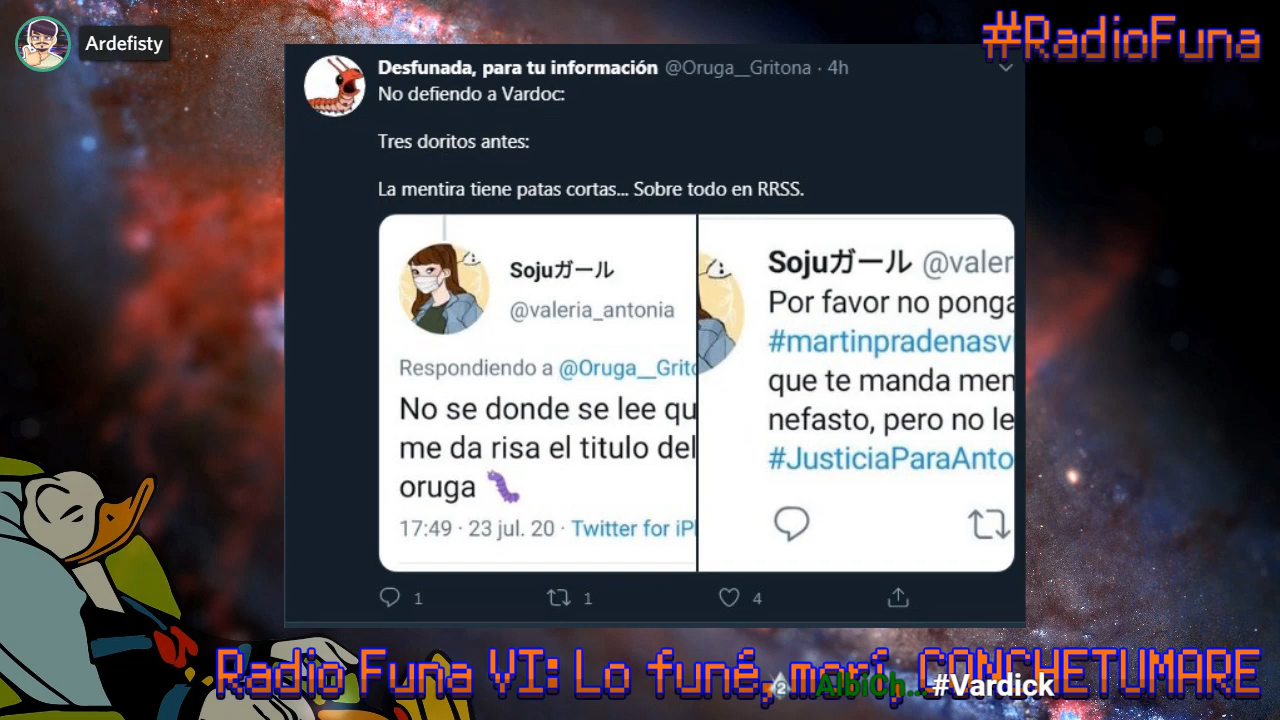 Ardefisty
#RadioFuna
Desfunada, para tu información @Oruga__Gritona · 4h
No defiendo a Vardoc:
Tres doritos antes:
La mentira tiene patas cortas... Sobre todo en RRSS.
Sojuガール
@valeria_antonia
Respondiendo a @Oruga__Grito
No se donde se lee qu
me da risa el titulo del
oruga 🐛
17:49 · 23 jul. 20 · Twitter for iPh
Sojuガール @valer
Por favor no ponga
#martinpradenasv
que te manda men
nefasto, pero no le
#JusticiaParaAnto
1
1
4
Radio Funa VI: Lo funé, morí, CONCHETUMARE
2 AlbiCh... #Vardick